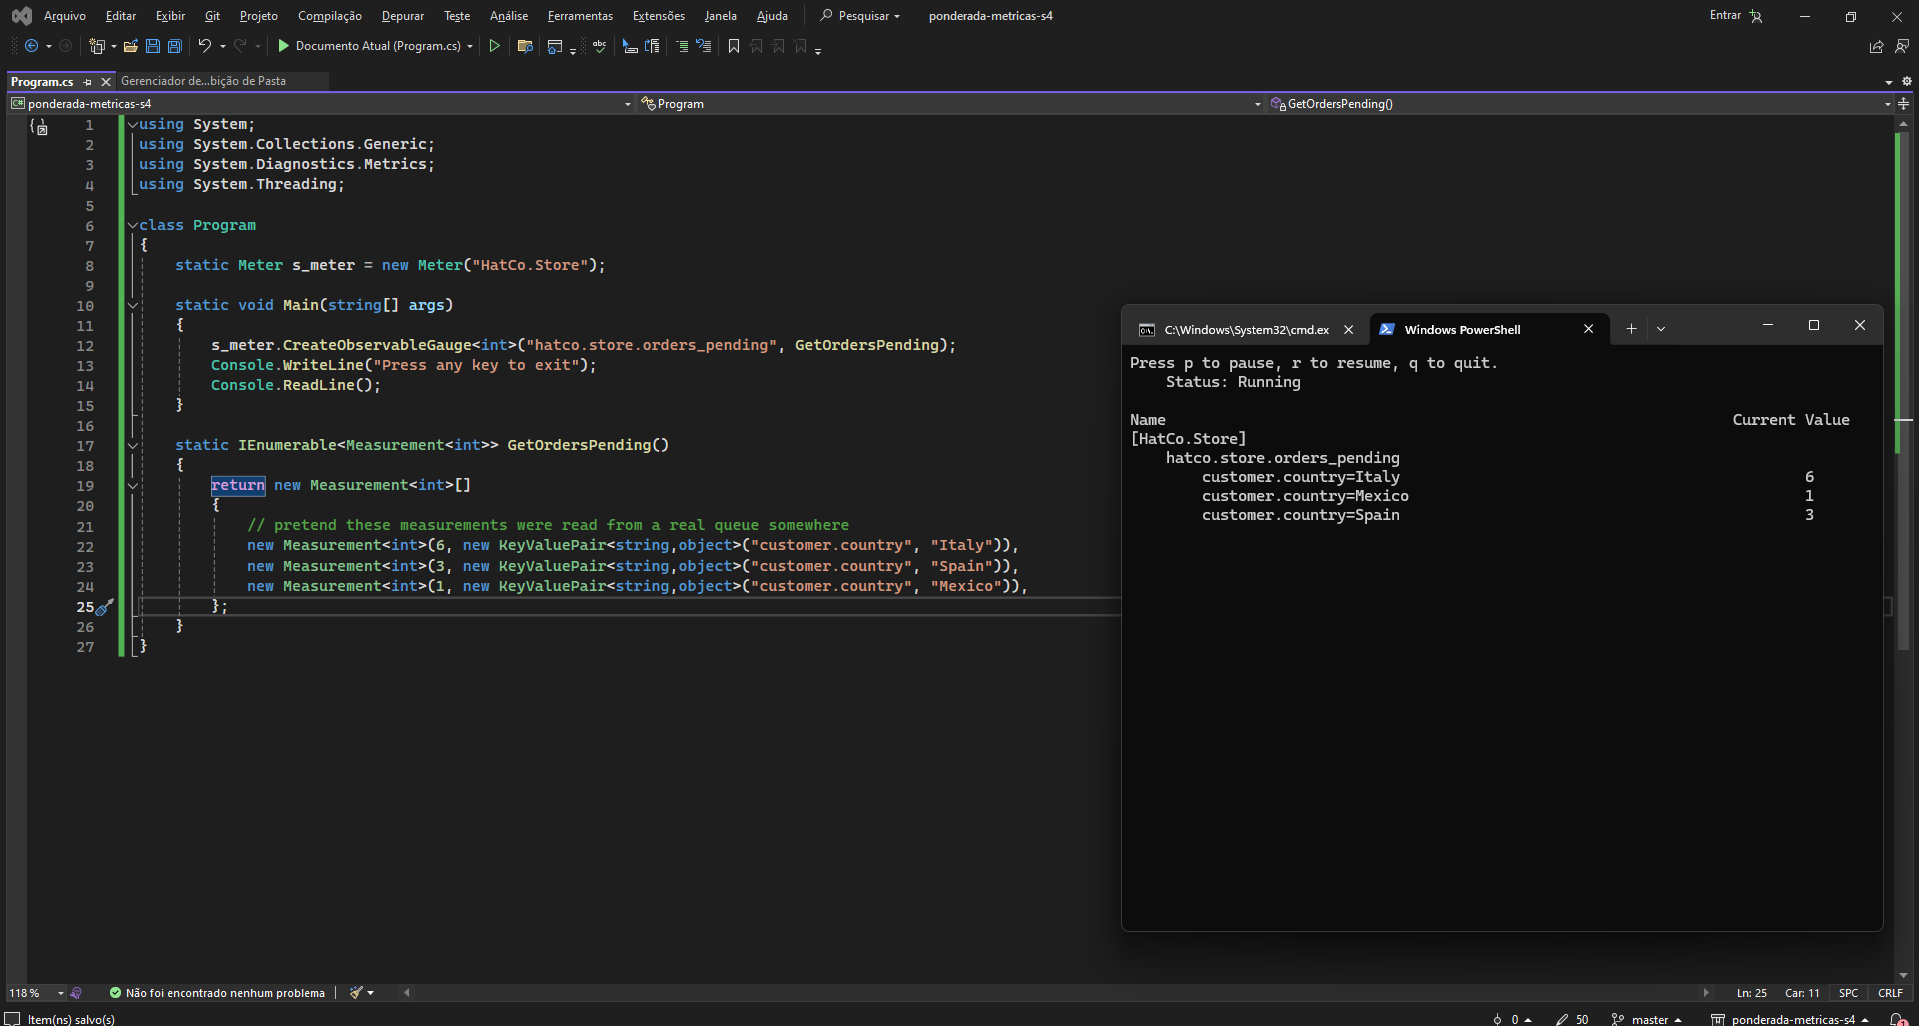 Arquivo Editar Exibir Git Projeto Compilação Depurar Teste Análise Ferramentas Extensões Janela Ajuda Pesquisar ponderada-metricas-s4 Entrar
Documento Atual (Program.cs)
Program.cs Gerenciador de...bição de Pasta
ponderada-metricas-s4 Program GetOrdersPending()
1 using System;
2 using System.Collections.Generic;
3 using System.Diagnostics.Metrics;
4 using System.Threading;
5
6 class Program
7 {
8 static Meter s_meter = new Meter("HatCo.Store");
9
10 static void Main(string[] args)
11 {
12 s_meter.CreateObservableGauge<int>("hatco.store.orders_pending", GetOrdersPending);
13 Console.WriteLine("Press any key to exit");
14 Console.ReadLine();
15 }
16
17 static IEnumerable<Measurement<int>> GetOrdersPending()
18 {
19 return new Measurement<int>[]
20 {
21 // pretend these measurements were read from a real queue somewhere
22 new Measurement<int>(6, new KeyValuePair<string,object>("customer.country", "Italy")),
23 new Measurement<int>(3, new KeyValuePair<string,object>("customer.country", "Spain")),
24 new Measurement<int>(1, new KeyValuePair<string,object>("customer.country", "Mexico")),
25 };
26 }
27 }
C:\Windows\System32\cmd.ex Windows PowerShell
Press p to pause, r to resume, q to quit.
Status: Running
Name Current Value
[HatCo.Store]
hatco.store.orders_pending
customer.country=Italy 6
customer.country=Mexico 1
customer.country=Spain 3
118 % Não foi encontrado nenhum problema Ln: 25 Car: 11 SPC CRLF
Item(ns) salvo(s) 0 50 master ponderada-metricas-s4 1